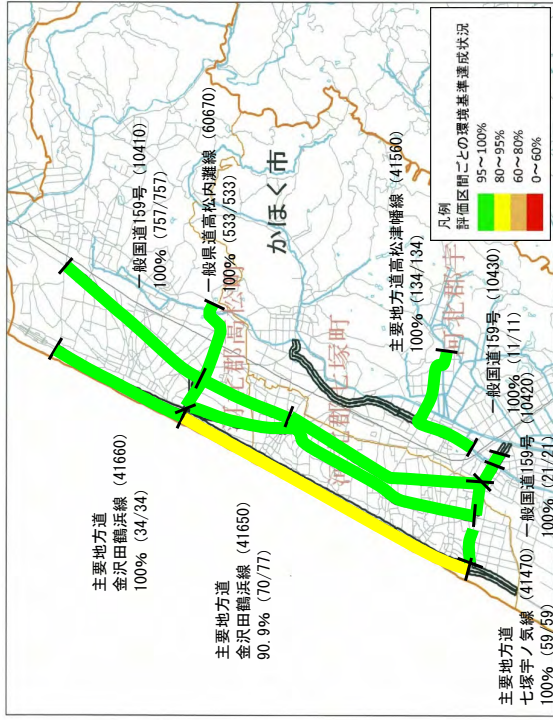 主要地方道
金沢田鶴浜線 (41660)
100% (34/34)
一般国道159号 (10410)
100% (757/757)
一般県道高松内灘線 (60670)
100% (533/533)
かほく市
主要地方道
金沢田鶴浜線 (41650)
90.9% (70/77)
主要地方道高松津幡線 (41560)
100% (134/134)
一般国道159号 (10430)
100% (11/11)
一般国道159号 (10420)
100% (21/21)
主要地方道
七塚宇ノ気線 (41470)
100% (59/59)
河北郡七塚町
凡例
評価区間ごとの環境基準達成状況
95~100%
80~95%
60~80%
0~60%